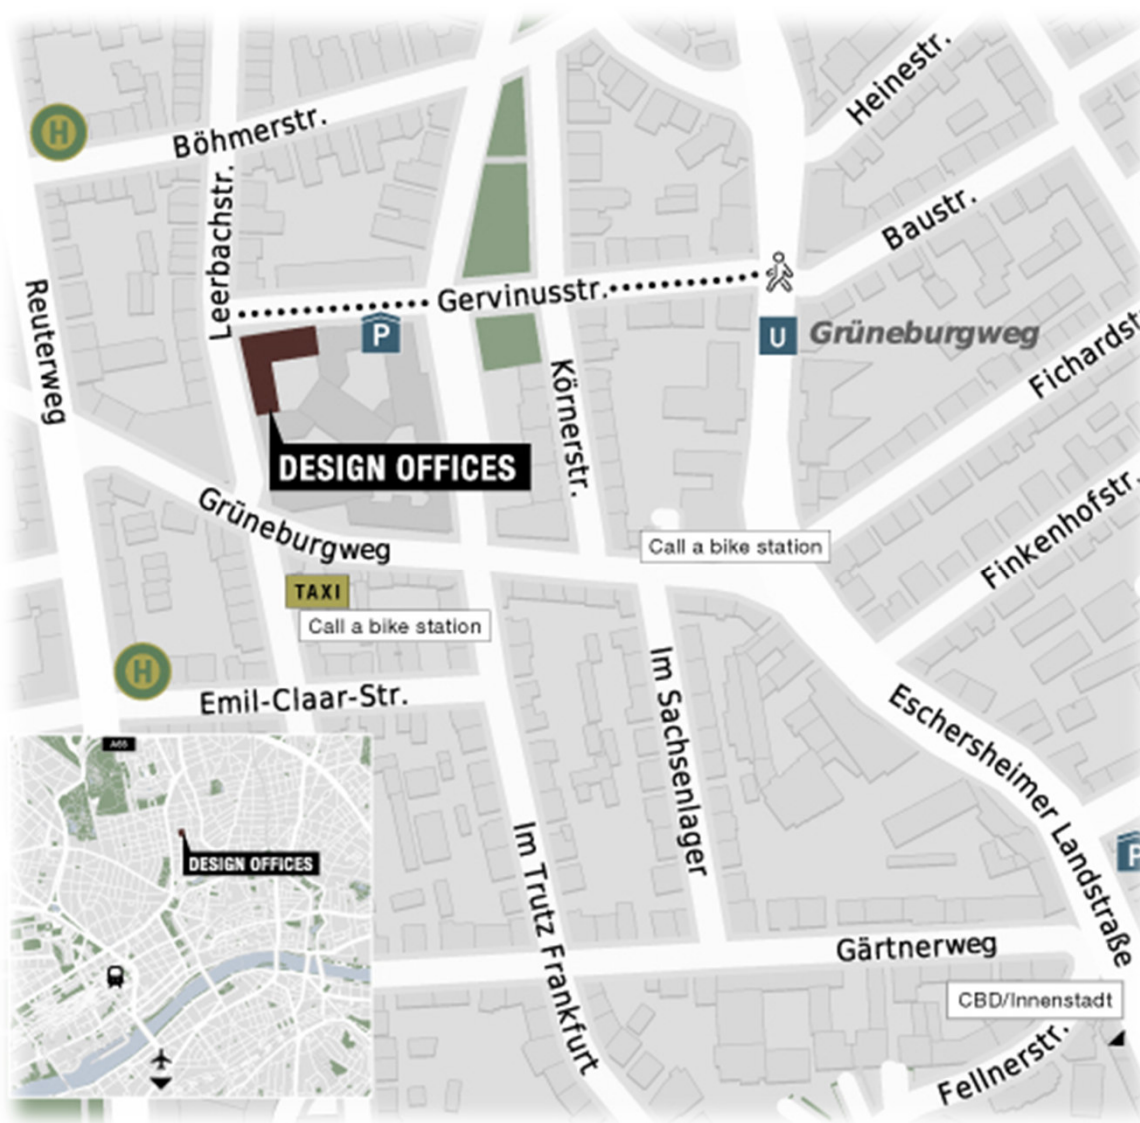 Heinestr.
H
Böhmerstr.
Leerbachstr.
Baustr.
Reuterweg
Gervinusstr.
P
U
Grüneburgweg
Fichardst
Körnerstr.
DESIGN OFFICES
Grüneburgweg
Finkenhofstr.
Call a bike station
TAXI
Call a bike station
H
Im Sachsenlager
Emil-Claar-Str.
Eschersheimer Landstraße
A66
DESIGN OFFICES
Im Trutz Frankfurt
P
Gärtnerweg
CBD/Innenstadt
Fellnerstr.